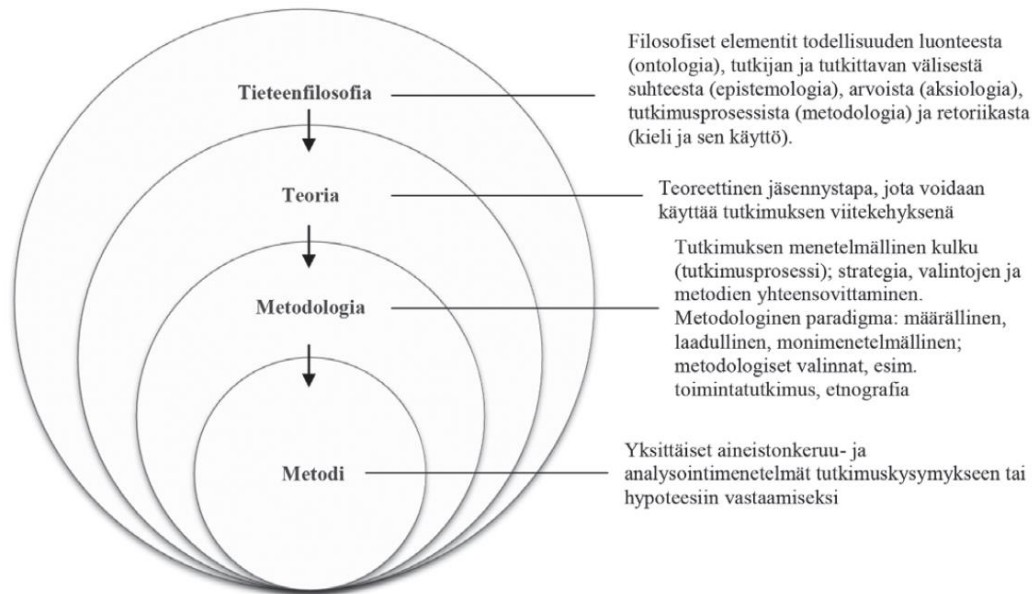 Tieteenfilosofia
Filosofiset elementit todellisuuden luonteesta
(ontologia), tutkijan ja tutkittavan välisestä
suhteesta (epistemologia), arvoista (aksiologia),
tutkimusprosessista (metodologia) ja retoriikasta
(kieli ja sen käyttö).
Teoria
Teoreettinen jäsennystapa, jota voidaan
käyttää tutkimuksen viitekehyksenä
Metodologia
Tutkimuksen menetelmällinen kulku
(tutkimusprosessi); strategia, valintojen ja
metodien yhteensovittaminen.
Metodologinen paradigma: määrällinen,
laadullinen, monimenetelmällinen;
metodologiset valinnat, esim.
toimintatutkimus, etnografia
Metodi
Yksittäiset aineistonkeruu- ja
analysointimenetelmät tutkimuskysymykseen tai
hypoteesiin vastaamiseksi